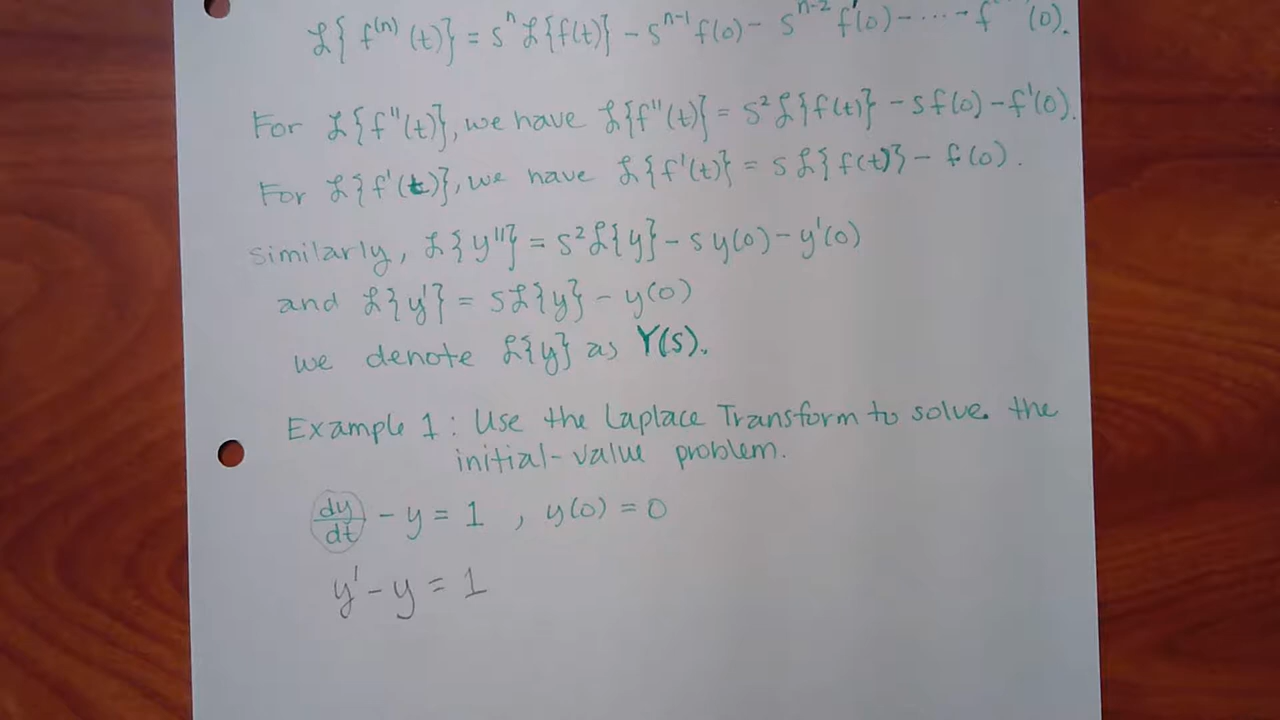 ℒ{f⁽ⁿ⁾(t)} = sⁿℒ{f(t)} - sⁿ⁻¹f(0) - sⁿ⁻²f'(0) - ··· - f (0).
For ℒ{f''(t)}, we have ℒ{f''(t)} = s²ℒ{f(t)} - sf(0) - f'(0).
For ℒ{f'(t)}, we have ℒ{f'(t)} = sℒ{f(t)} - f(0).
similarly, ℒ{y''} = s²ℒ{y} - sy(0) - y'(0)
and ℒ{y'} = sℒ{y} - y(0)
we denote ℒ{y} as Y(s).
Example 1: Use the Laplace Transform to solve the
initial-value problem.
dy/dt - y = 1 , y(0) = 0
y' - y = 1